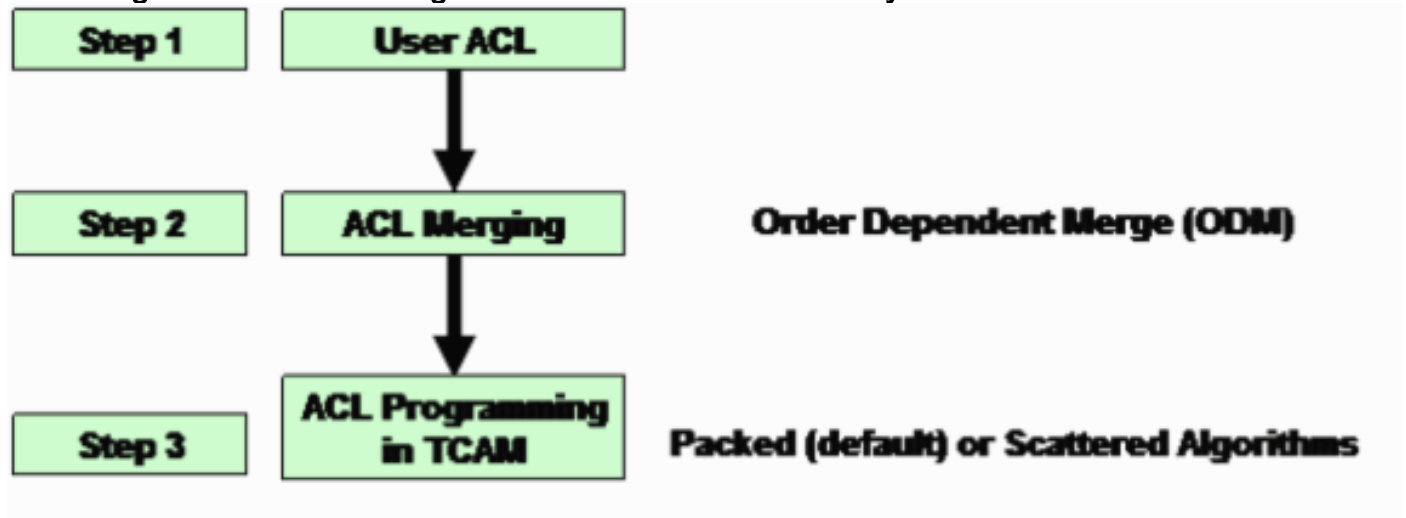 Step 1
User ACL
Step 2
ACL Merging
Order Dependent Merge (ODM)
Step 3
ACL Programming
in TCAM
Packed (default) or Scattered Algorithms